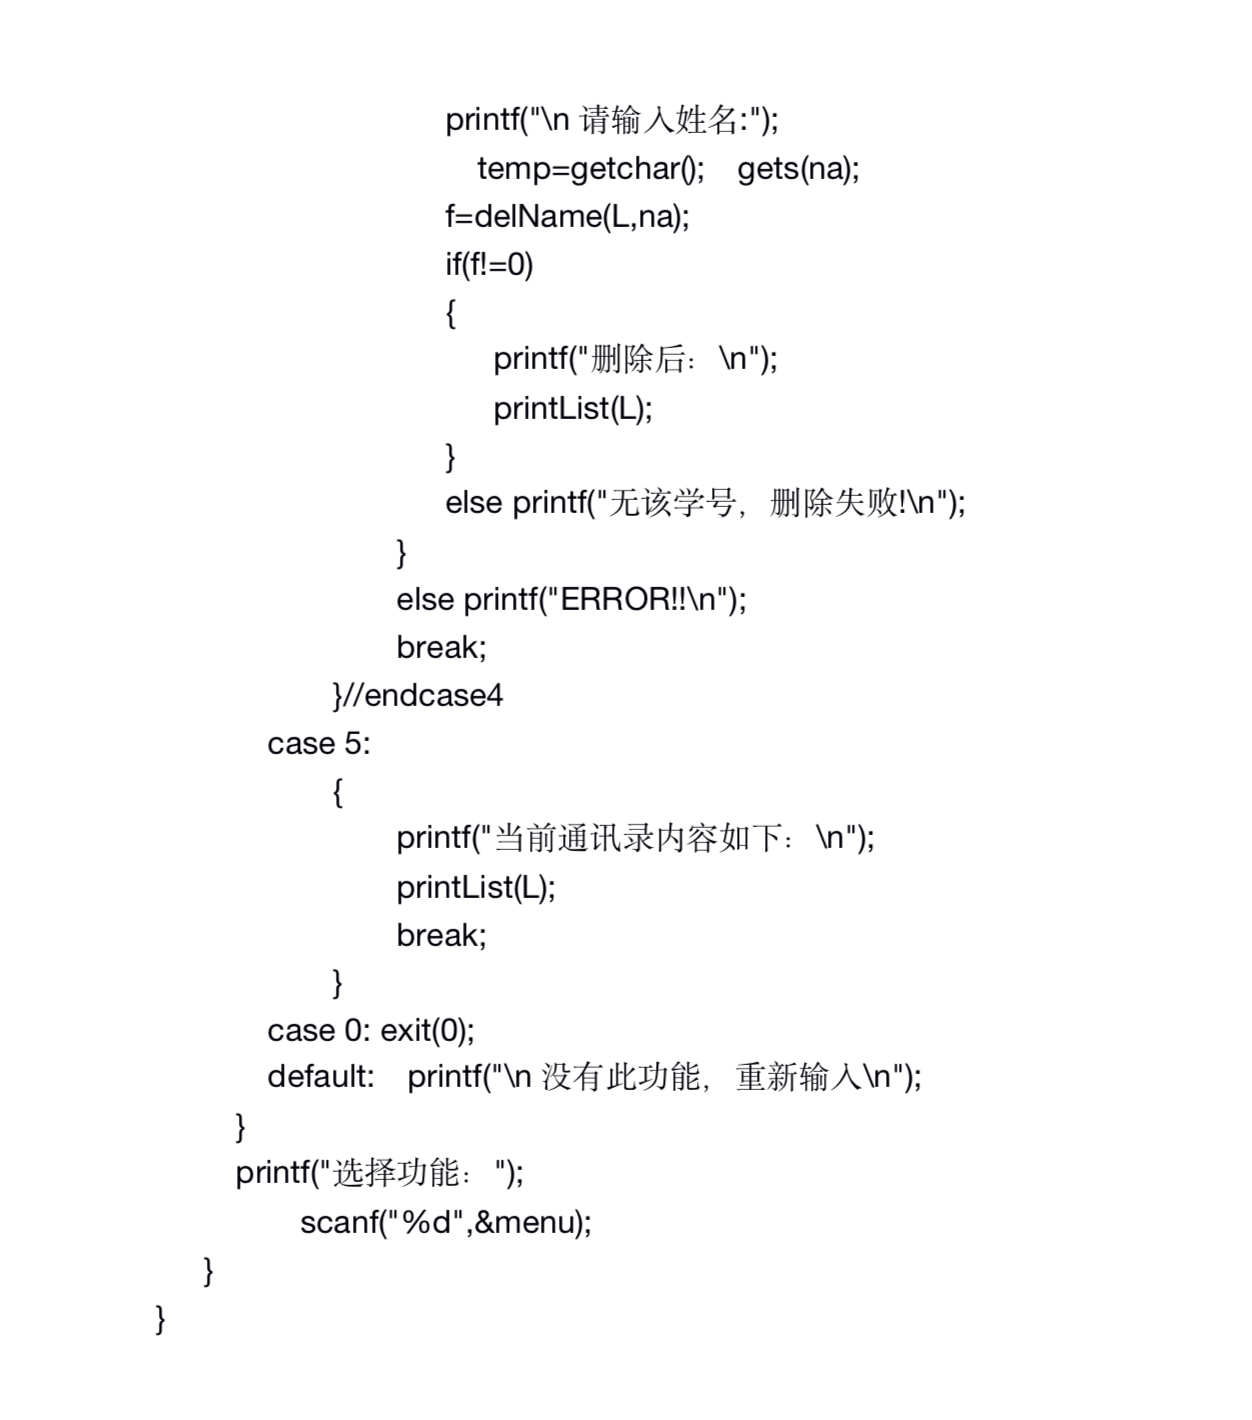 printf("\n 请输入姓名:");
temp=getchar();    gets(na);
f=delName(L,na);
if(f!=0)
{
printf("删除后： \n");
printList(L);
}
else printf("无该学号，删除失败!\n");
}
else printf("ERROR!!\n");
break;
}//endcase4
case 5:
{
printf("当前通讯录内容如下： \n");
printList(L);
break;
}
case 0: exit(0);
default:    printf("\n 没有此功能，重新输入\n");
}
printf("选择功能： ");
scanf("%d",&menu);
}
}